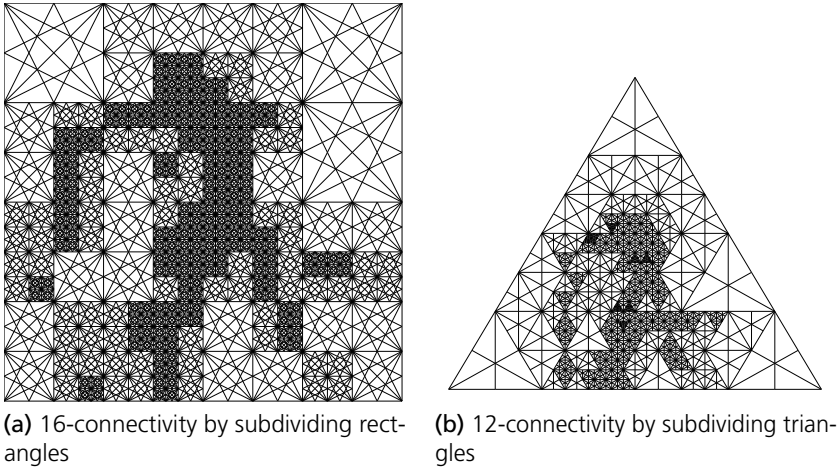 (a) 16-connectivity by subdividing rect-
angles
(b) 12-connectivity by subdividing trian-
gles